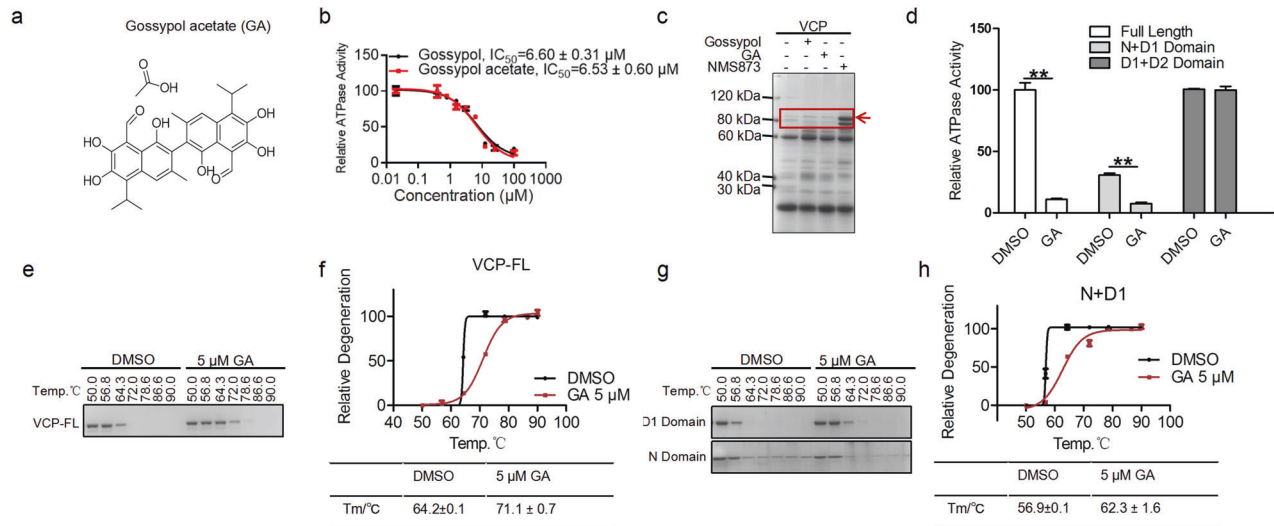 a
Gossypol acetate (GA)
O
OH
O
OH
HO
HO
OH
OH
OH
O
OH
b
Relative ATPase Activity
150
100
50
0
Gossypol, IC50=6.60 ± 0.31 µM
Gossypol acetate, IC50=6.53 ± 0.60 µM
0.01 0.1 1 10 100 1000
Concentration (µM)
c
VCP
Gossypol - + - -
GA - - + -
NMS873 - - - +
120 kDa
80 kDa
60 kDa
40 kDa
30 kDa
d
Relative ATPase Activity
150
100
50
0
**
**
Full Length
N+D1 Domain
D1+D2 Domain
DMSO GA DMSO GA DMSO GA
e
DMSO 5 µM GA
Temp.℃ 50.0 56.8 64.3 72.0 78.6 86.6 90.0 50.0 56.8 64.3 72.0 78.6 86.6 90.0
VCP-FL
f
VCP-FL
Relative Degeneration
100
50
0
DMSO
GA 5 µM
40 50 60 70 80 90 100
Temp.℃
DMSO 5 µM GA
Tm/°C 64.2±0.1 71.1 ± 0.7
g
DMSO 5 µM GA
Temp.℃ 50.0 56.8 64.3 72.0 78.6 86.6 90.0 50.0 56.8 64.3 72.0 78.6 86.6 90.0
D1 Domain
N Domain
h
N+D1
Relative Degeneration
100
50
0
DMSO
GA 5 µM
50 60 70 80 90 100
Temp.℃
DMSO 5 µM GA
Tm/°C 56.9±0.1 62.3 ± 1.6